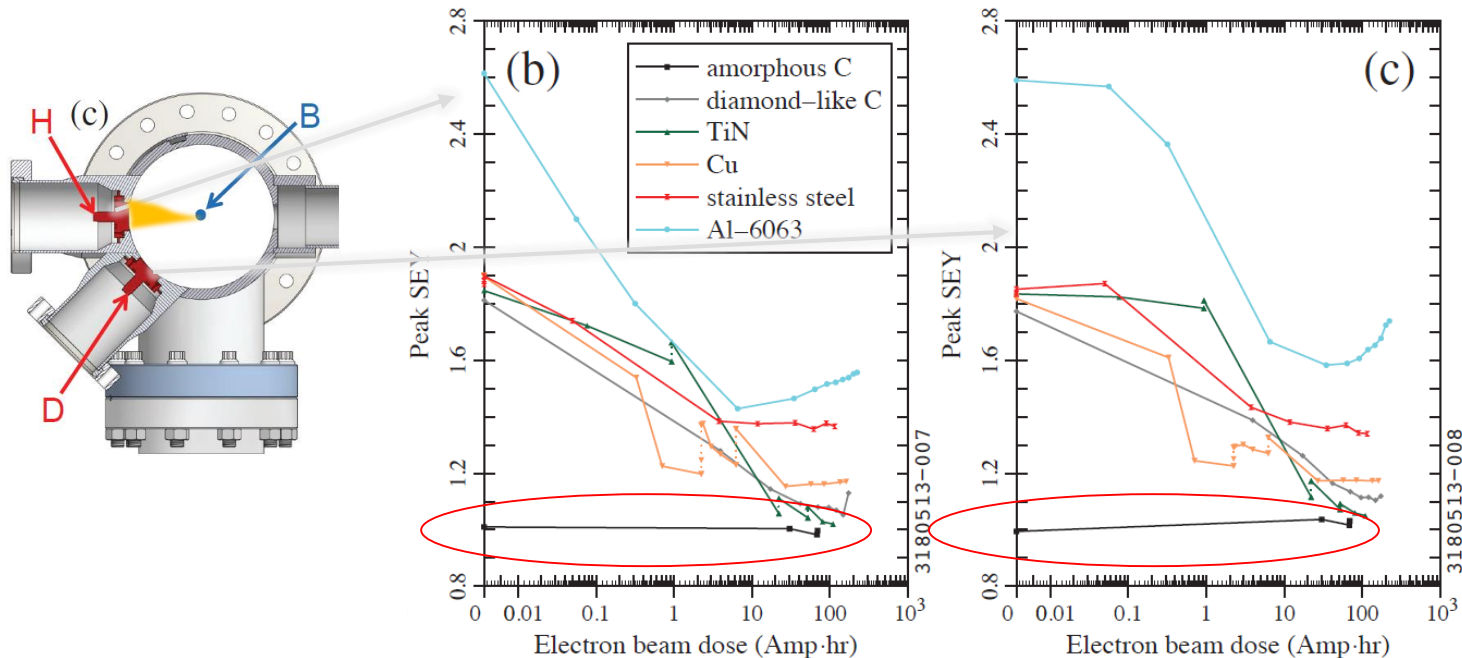 (c)
H
B
D
(b)
amorphous C
diamond−like C
TiN
Cu
stainless steel
Al−6063
2.8
2.4
2
1.6
1.2
0.8
Peak SEY
0 0.01 0.1 1 10 100 10³
Electron beam dose (Amp·hr)
3180513−007
(c)
2.8
2.4
2
1.6
1.2
0.8
Peak SEY
0 0.01 0.1 1 10 100 10³
Electron beam dose (Amp·hr)
3180513−008